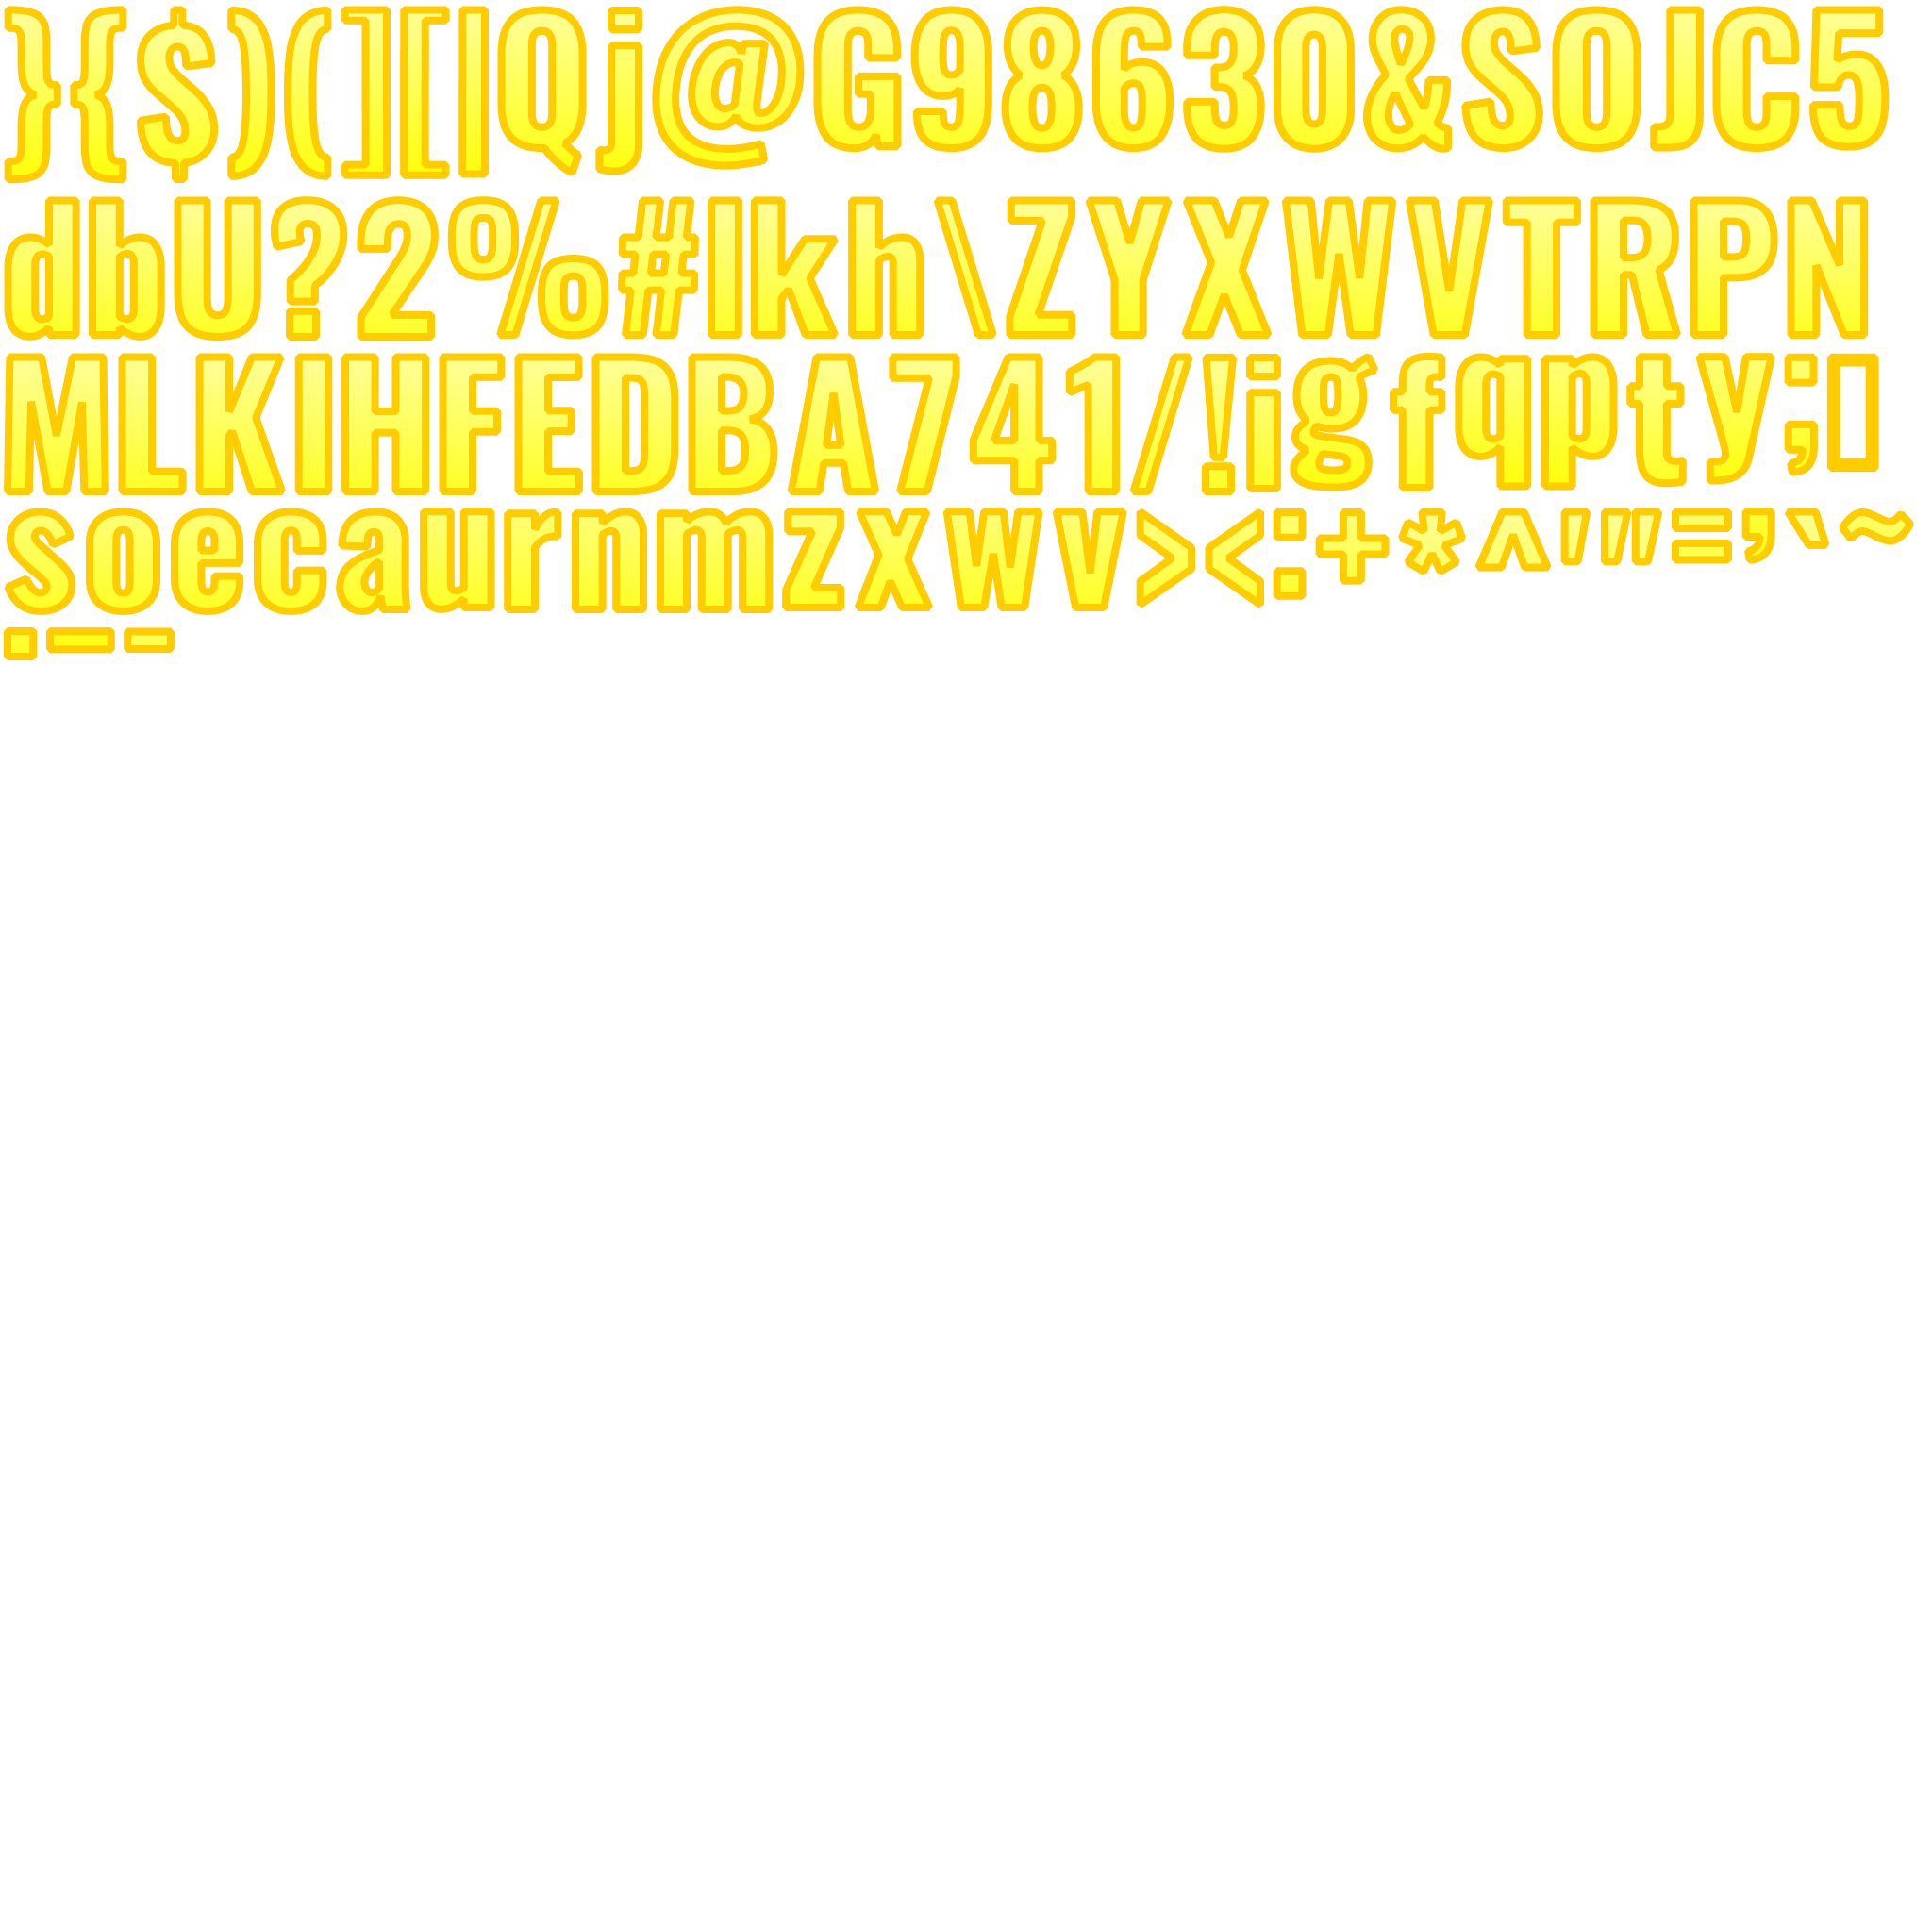 }{$)(][|Qj@G98630&SOJC5
dbU?2%#lkh\ZYXWVTRPN
MLKIHFEDBA741/!igfqpty;▯
soecaurnmzxwv><:+*^'"=,`~
._-